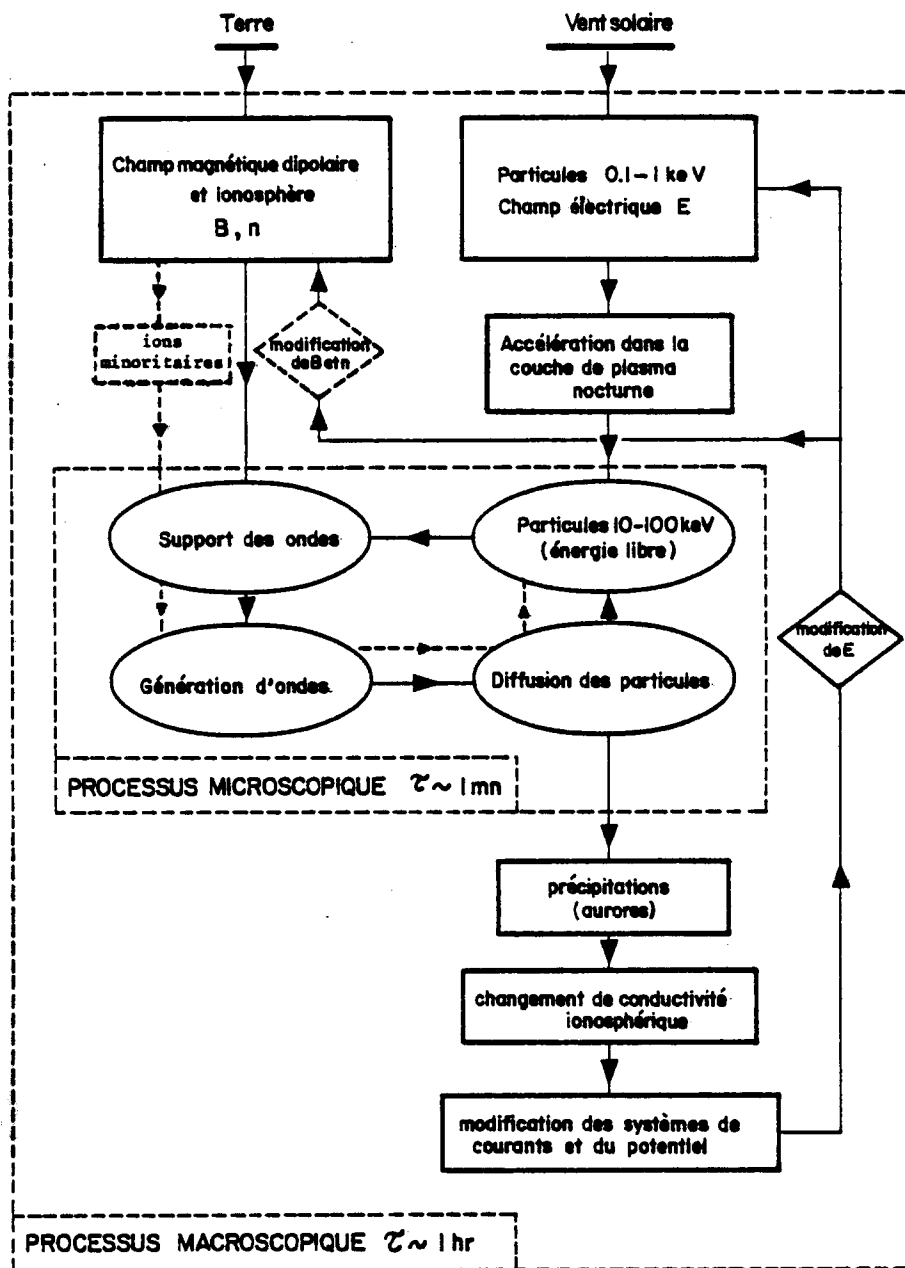 Terre
Vent solaire
Champ magnétique dipolaire
et ionosphère
B, n
Particules 0.1-1 keV
Champ électrique E
ions
minoritaires
modification
de B et n
Accélération dans la
couche de plasma
nocturne
Support des ondes
Particules 10-100 keV
(énergie libre)
Génération d'ondes
Diffusion des particules
modification
de E
PROCESSUS MICROSCOPIQUE τ ~ 1 mn
précipitations
(aurores)
changement de conductivité
ionosphérique
modification des systèmes de
courants et du potentiel
PROCESSUS MACROSCOPIQUE τ ~ 1 hr